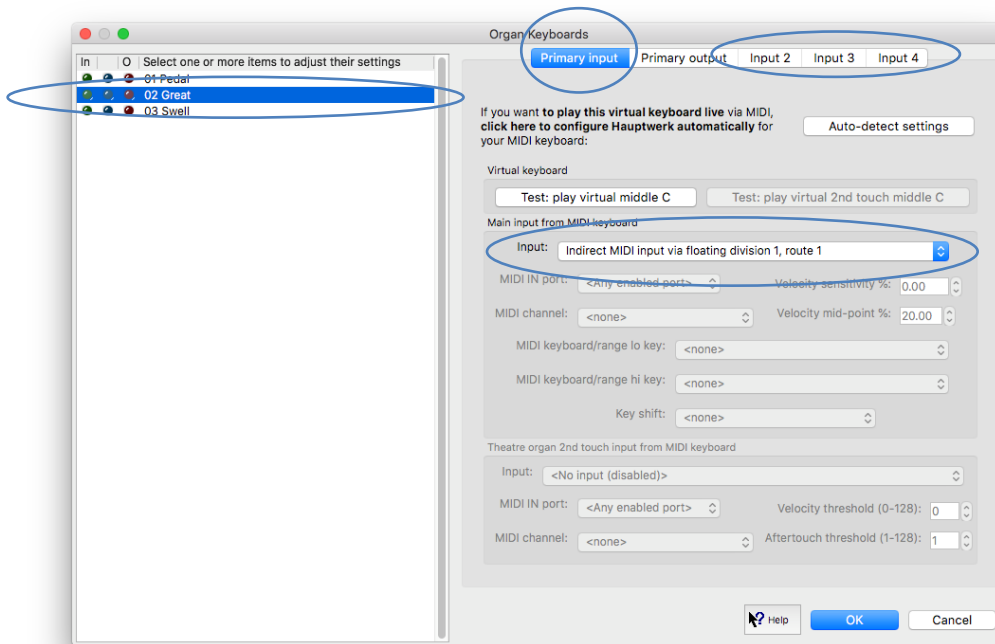 Organ Keyboards
In O Select one or more items to adjust their settings
01 Pedal
02 Great
03 Swell
Primary input Primary output Input 2 Input 3 Input 4
If you want to play this virtual keyboard live via MIDI,
click here to configure Hauptwerk automatically for
your MIDI keyboard:
Auto-detect settings
Virtual keyboard
Test: play virtual middle C Test: play virtual 2nd touch middle C
Main input from MIDI keyboard
Input: Indirect MIDI input via floating division 1, route 1
MIDI IN port: <Any enabled port> Velocity sensitivity %: 0.00
MIDI channel: <none> Velocity mid-point %: 20.00
MIDI keyboard/range lo key: <none>
MIDI keyboard/range hi key: <none>
Key shift: <none>
Theatre organ 2nd touch input from MIDI keyboard
Input: <No input (disabled)>
MIDI IN port: <Any enabled port> Velocity threshold (0-128): 0
MIDI channel: <none> Aftertouch threshold (1-128): 1
Help OK Cancel